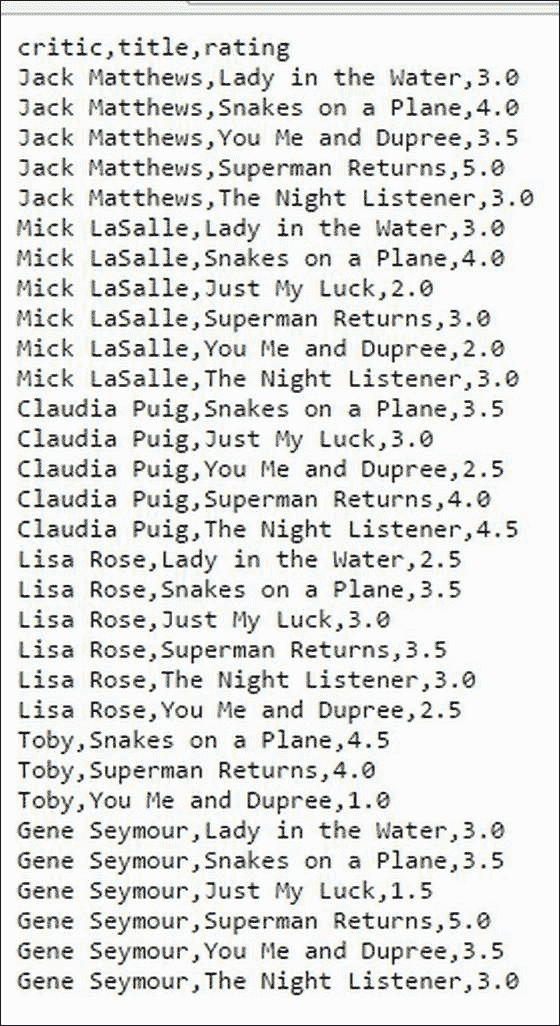 critic,title,rating
Jack Matthews,Lady in the Water,3.0
Jack Matthews,Snakes on a Plane,4.0
Jack Matthews,You Me and Dupree,3.5
Jack Matthews,Superman Returns,5.0
Jack Matthews,The Night Listener,3.0
Mick LaSalle,Lady in the Water,3.0
Mick LaSalle,Snakes on a Plane,4.0
Mick LaSalle,Just My Luck,2.0
Mick LaSalle,Superman Returns,3.0
Mick LaSalle,You Me and Dupree,2.0
Mick LaSalle,The Night Listener,3.0
Claudia Puig,Snakes on a Plane,3.5
Claudia Puig,Just My Luck,3.0
Claudia Puig,You Me and Dupree,2.5
Claudia Puig,Superman Returns,4.0
Claudia Puig,The Night Listener,4.5
Lisa Rose,Lady in the Water,2.5
Lisa Rose,Snakes on a Plane,3.5
Lisa Rose,Just My Luck,3.0
Lisa Rose,Superman Returns,3.5
Lisa Rose,The Night Listener,3.0
Lisa Rose,You Me and Dupree,2.5
Toby,Snakes on a Plane,4.5
Toby,Superman Returns,4.0
Toby,You Me and Dupree,1.0
Gene Seymour,Lady in the Water,3.0
Gene Seymour,Snakes on a Plane,3.5
Gene Seymour,Just My Luck,1.5
Gene Seymour,Superman Returns,5.0
Gene Seymour,You Me and Dupree,3.5
Gene Seymour,The Night Listener,3.0